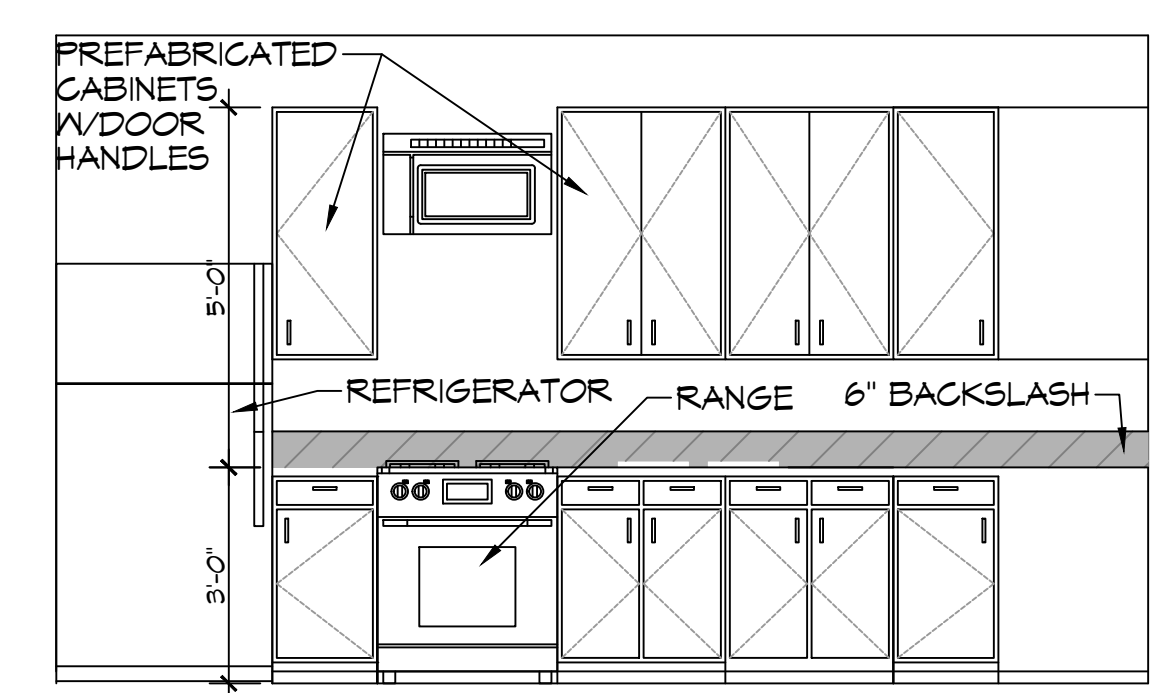 PREFABRICATED
CABINETS
W/DOOR
HANDLES
5'-0"
REFRIGERATOR
RANGE
6" BACKSLASH
3'-0"